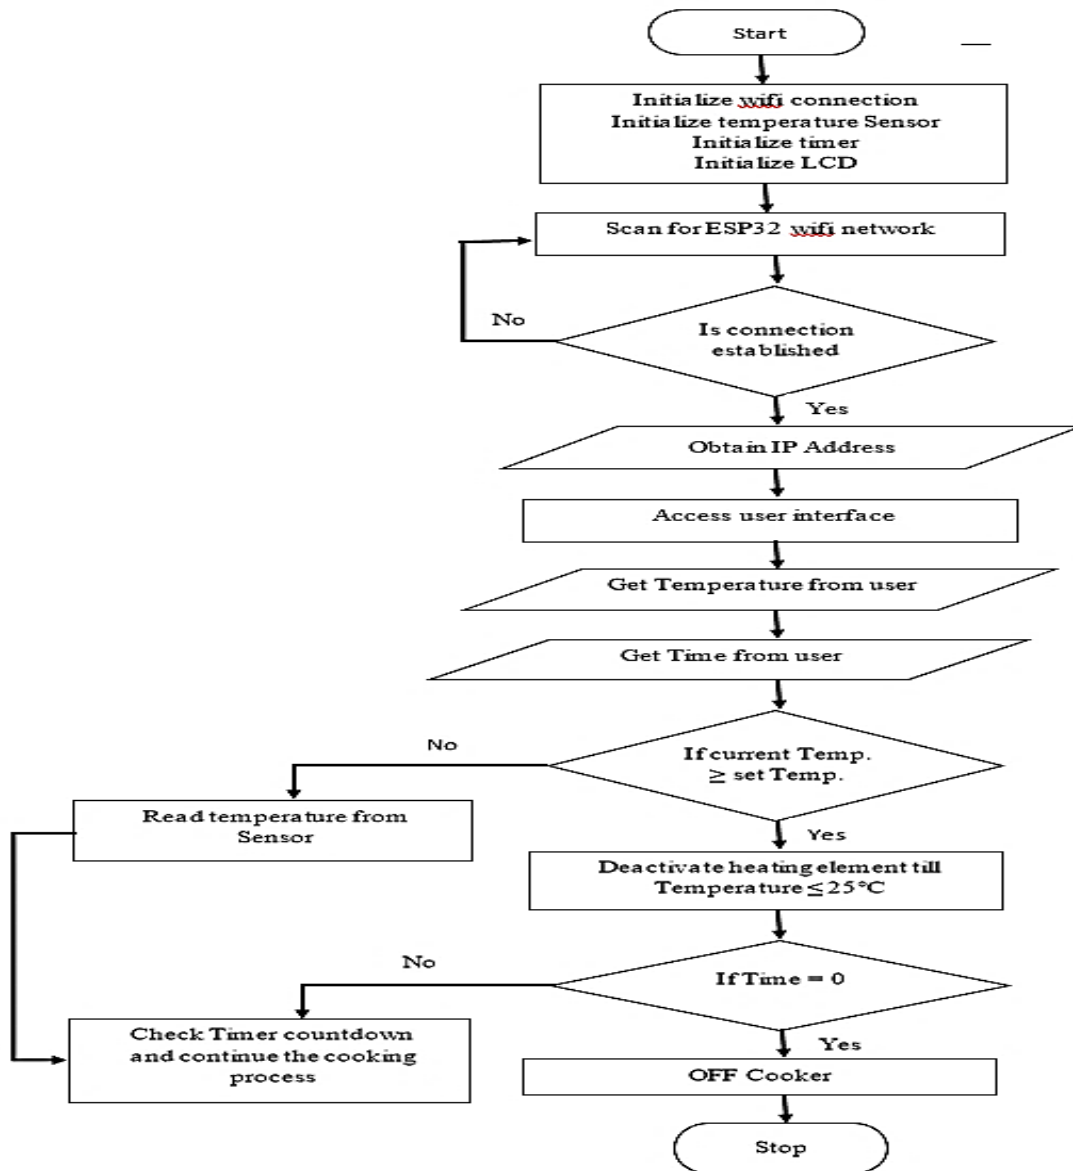 Start
Initialize wifi connection
Initialize temperature Sensor
Initialize timer
Initialize LCD
Scan for ESP32 wifi network
No
Is connection
established
Yes
Obtain IP Address
Access user interface
Get Temperature from user
Get Time from user
No
If current Temp.
≥ set Temp.
Read temperature from
Sensor
Yes
Deactivate heating element till
Temperature ≤ 25°C
No
If Time = 0
Check Timer countdown
and continue the cooking
process
Yes
OFF Cooker
Stop